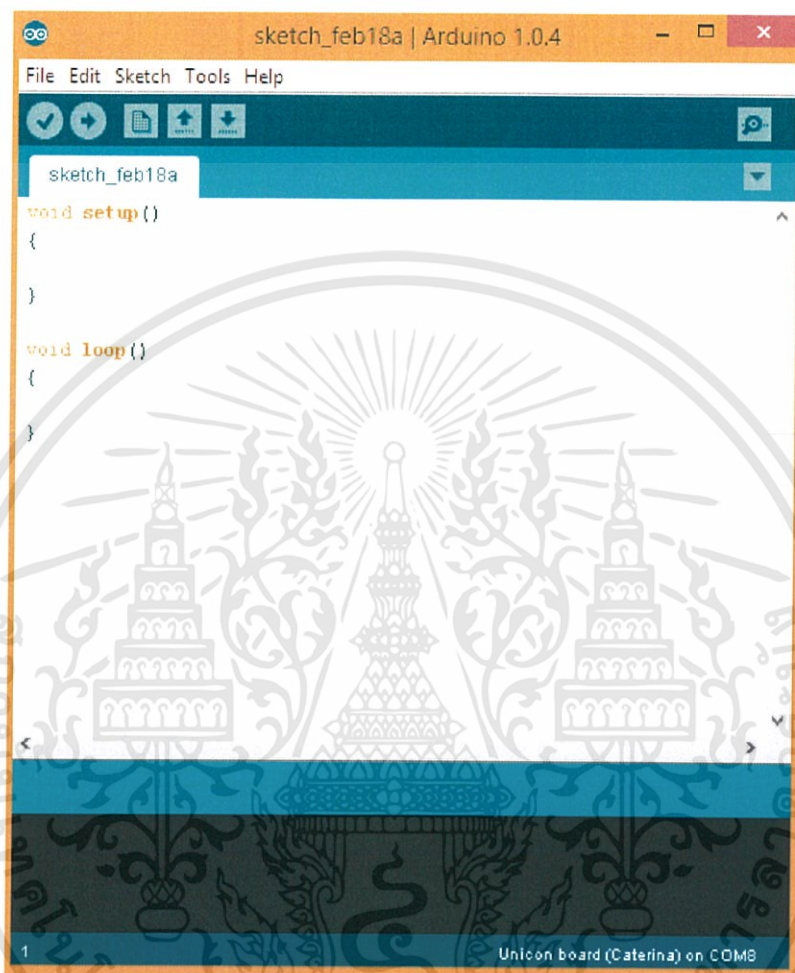 sketch_feb18a | Arduino 1.0.4
File Edit Sketch Tools Help
sketch_feb18a
void setup()
{
}
void loop()
{
}
1
Unicon board (Caterina) on COM8